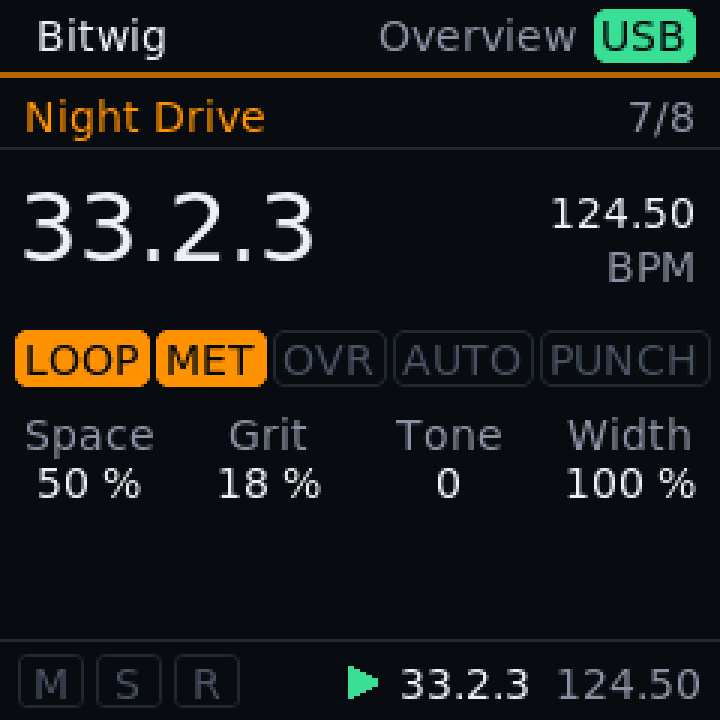 Bitwig Overview USB
Night Drive 7/8
33.2.3 124.50
BPM
LOOP MET OVR AUTO PUNCH
Space Grit Tone Width
50 % 18 % 0 100 %
M S R 33.2.3 124.50